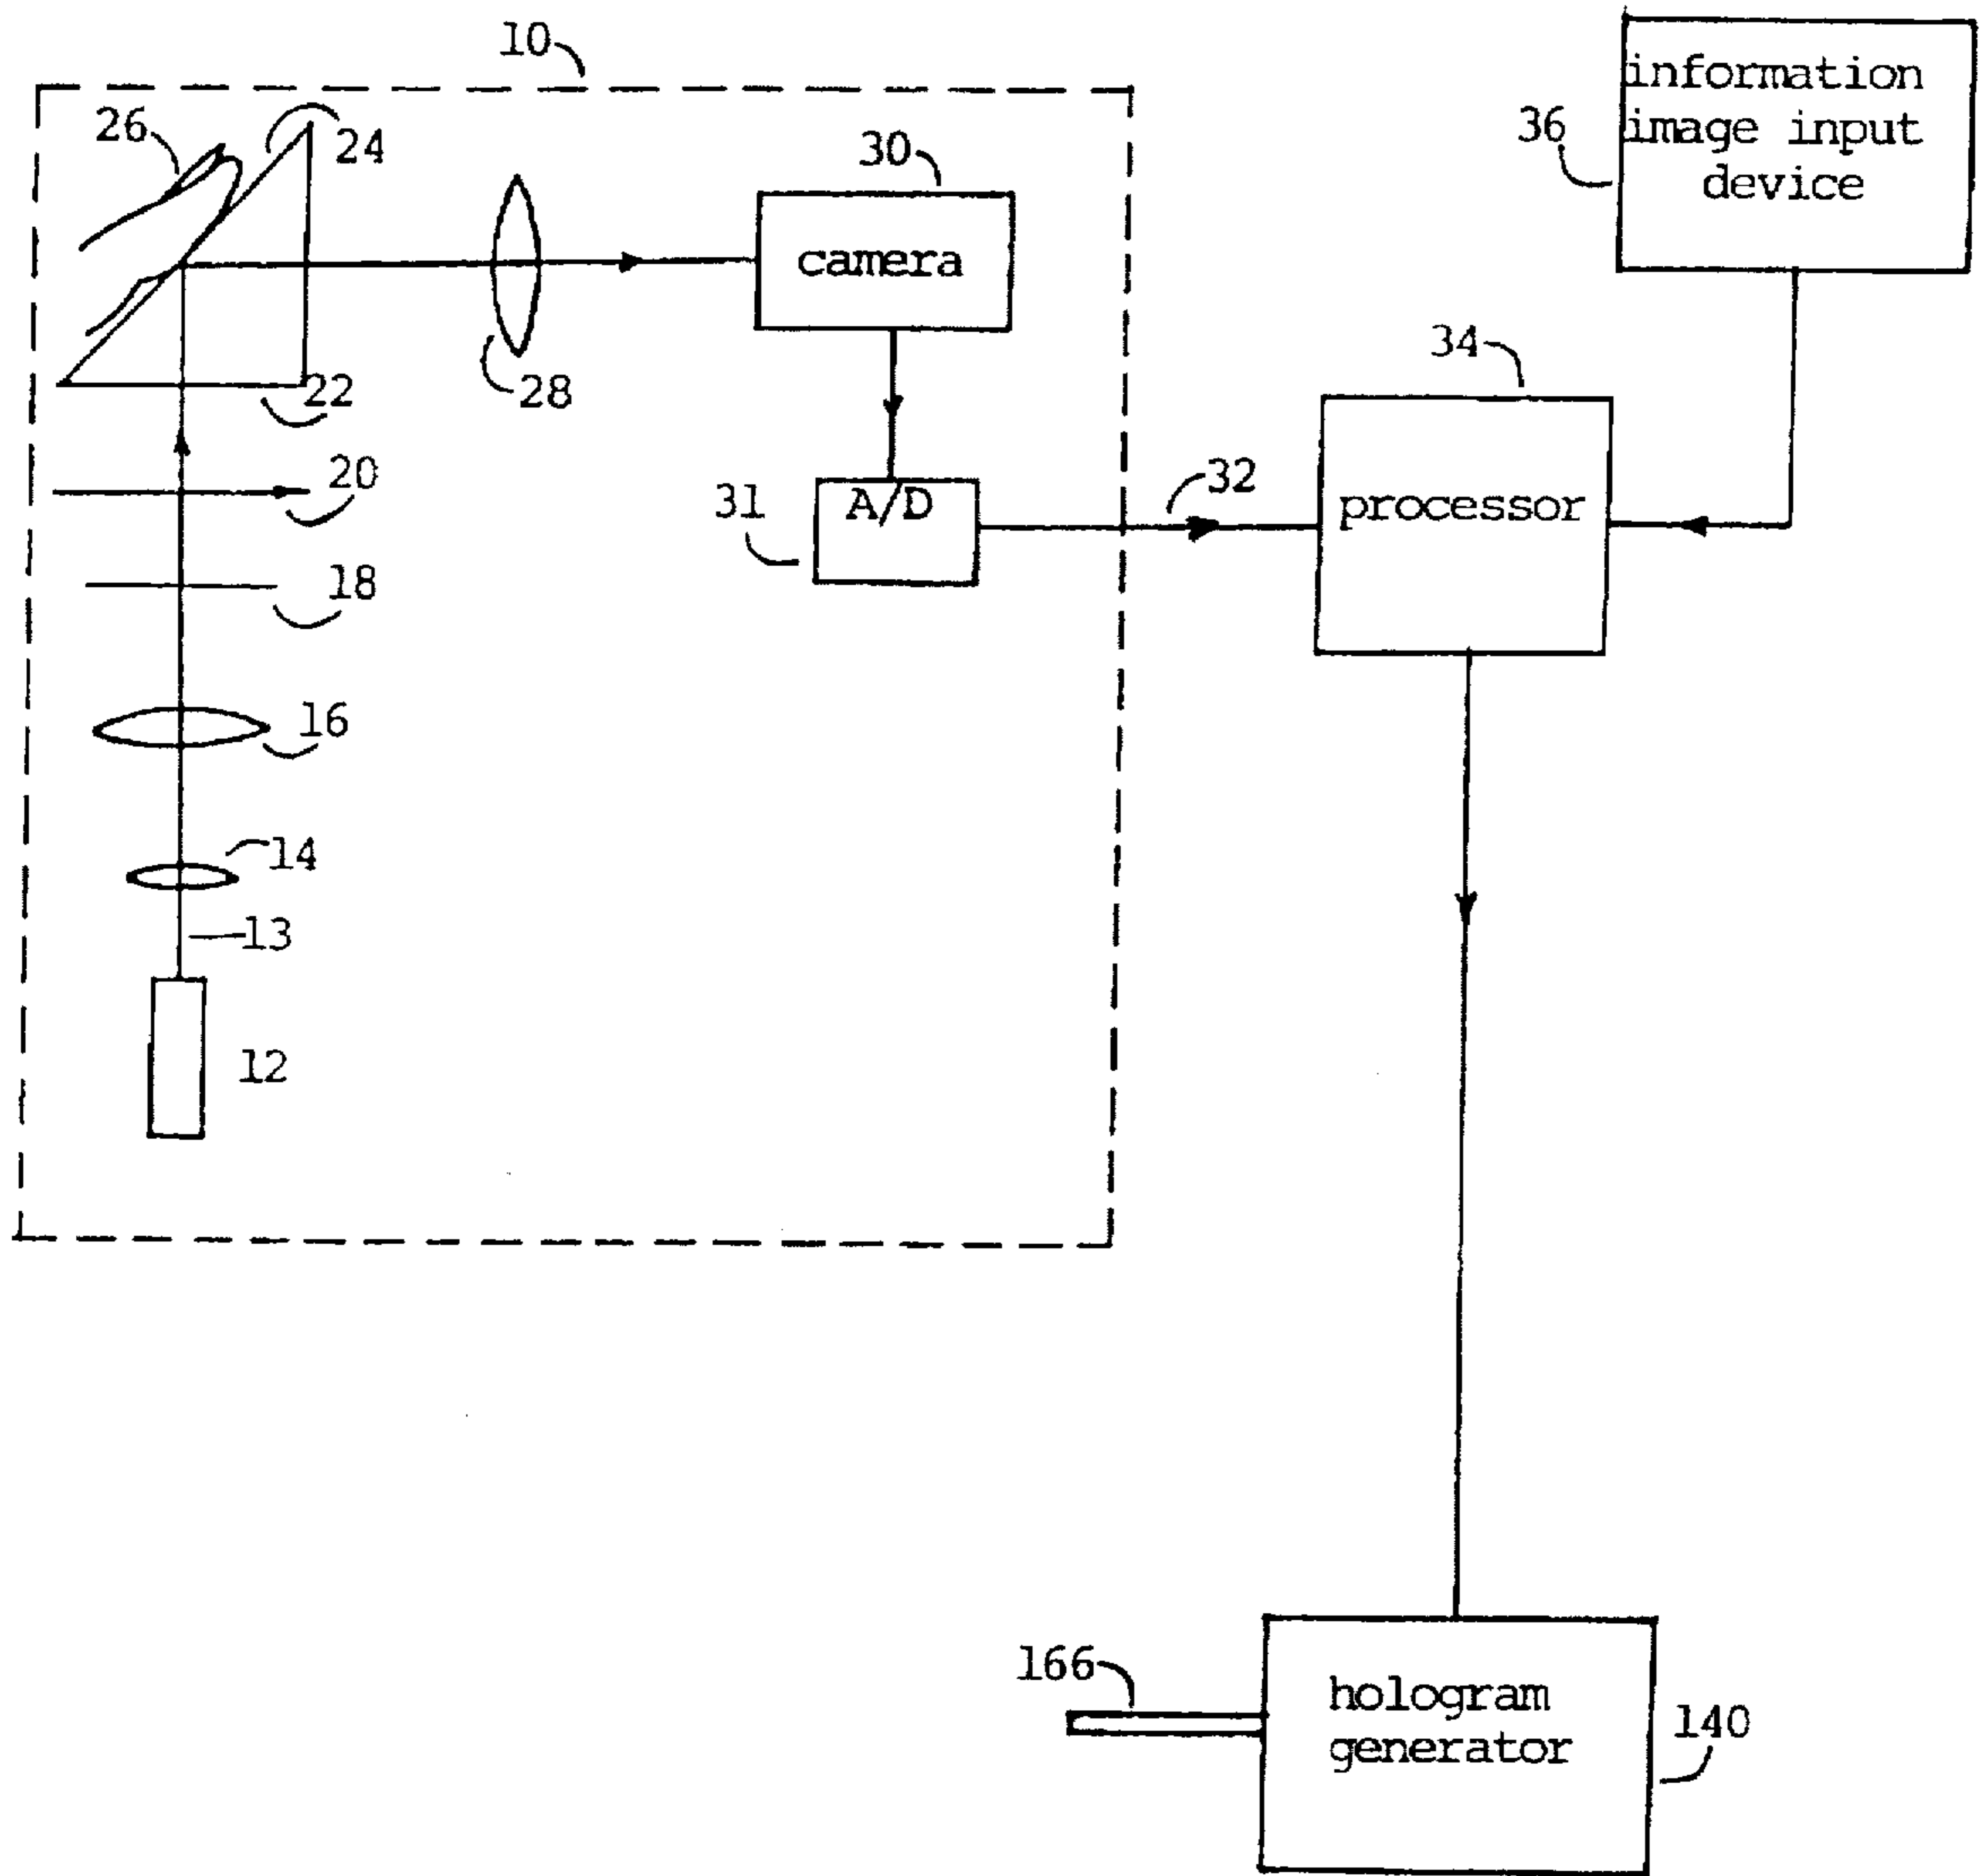 10
information
image input
device
36
26
24
30
camera
28
22
34
processor
20
31
A/D
32
18
16
14
13
12
166
hologram
generator
140